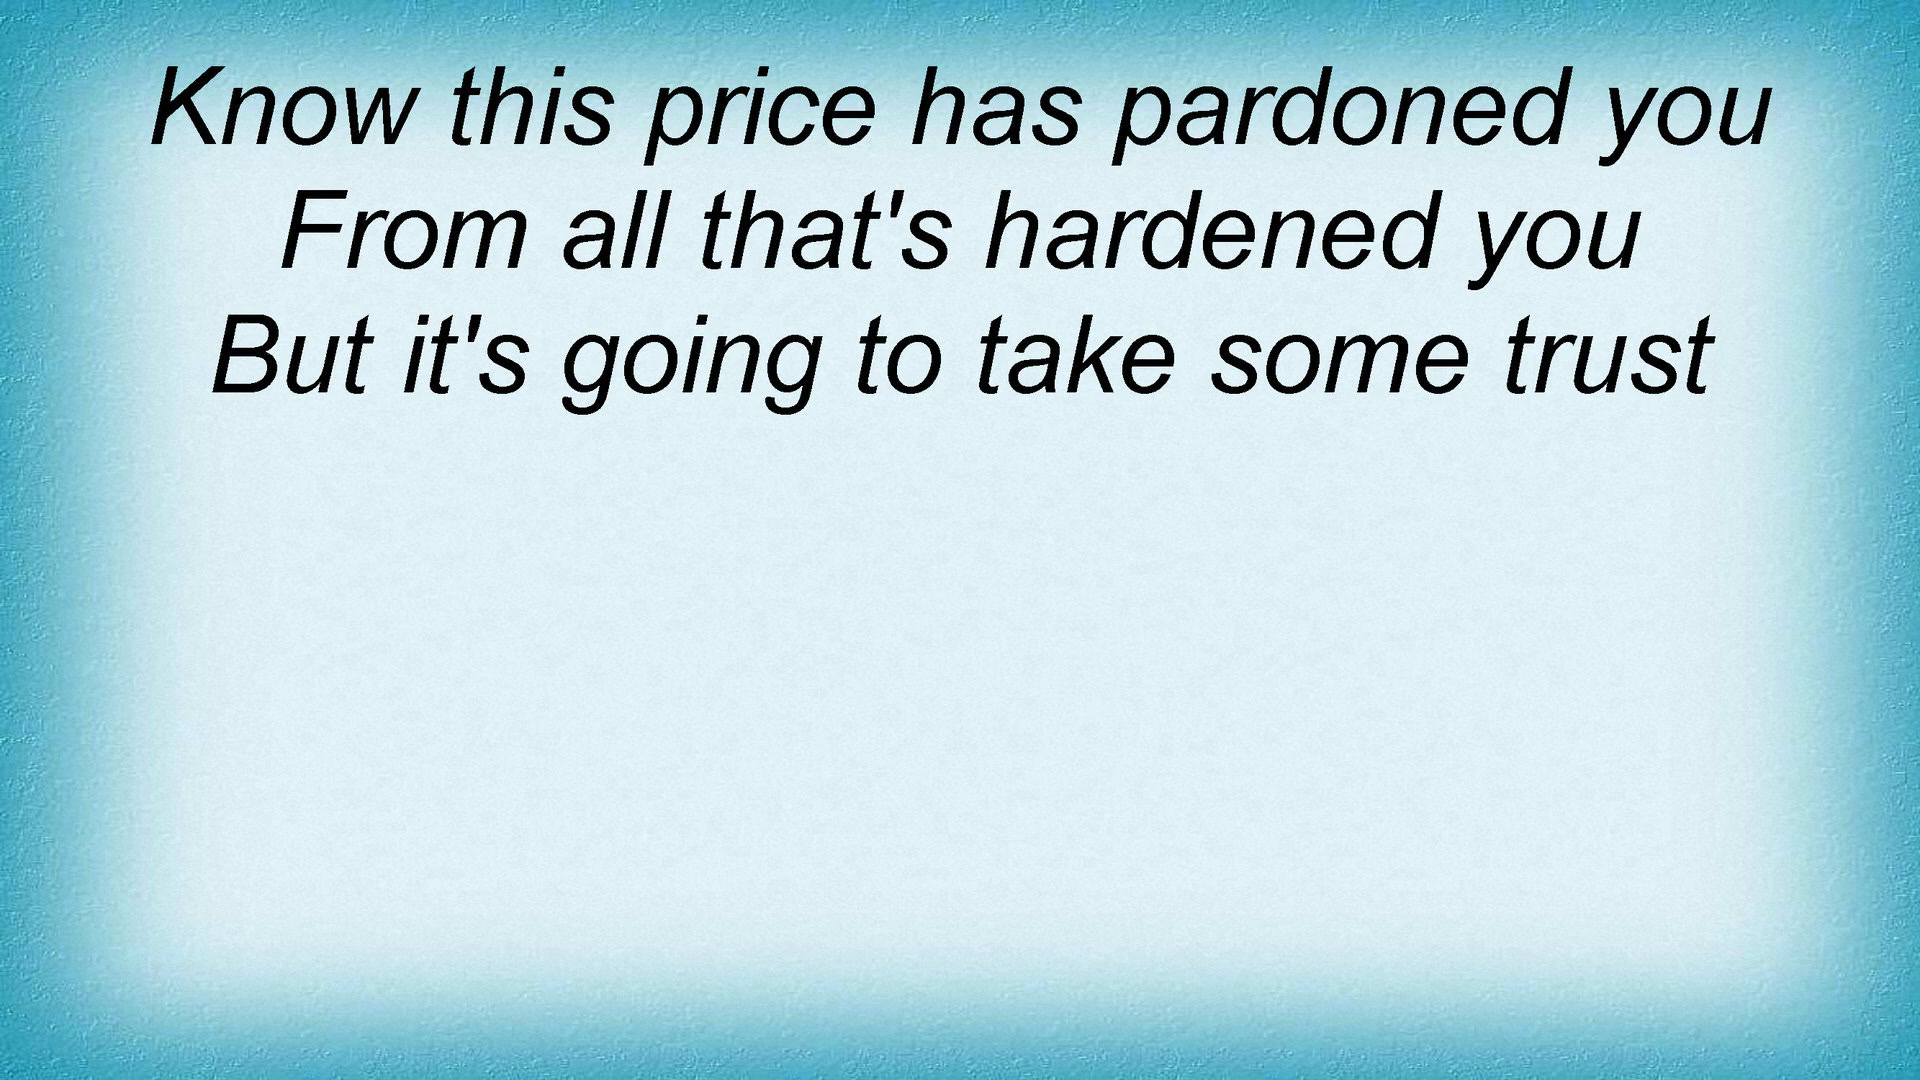 Know this price has pardoned you
From all that's hardened you
But it's going to take some trust